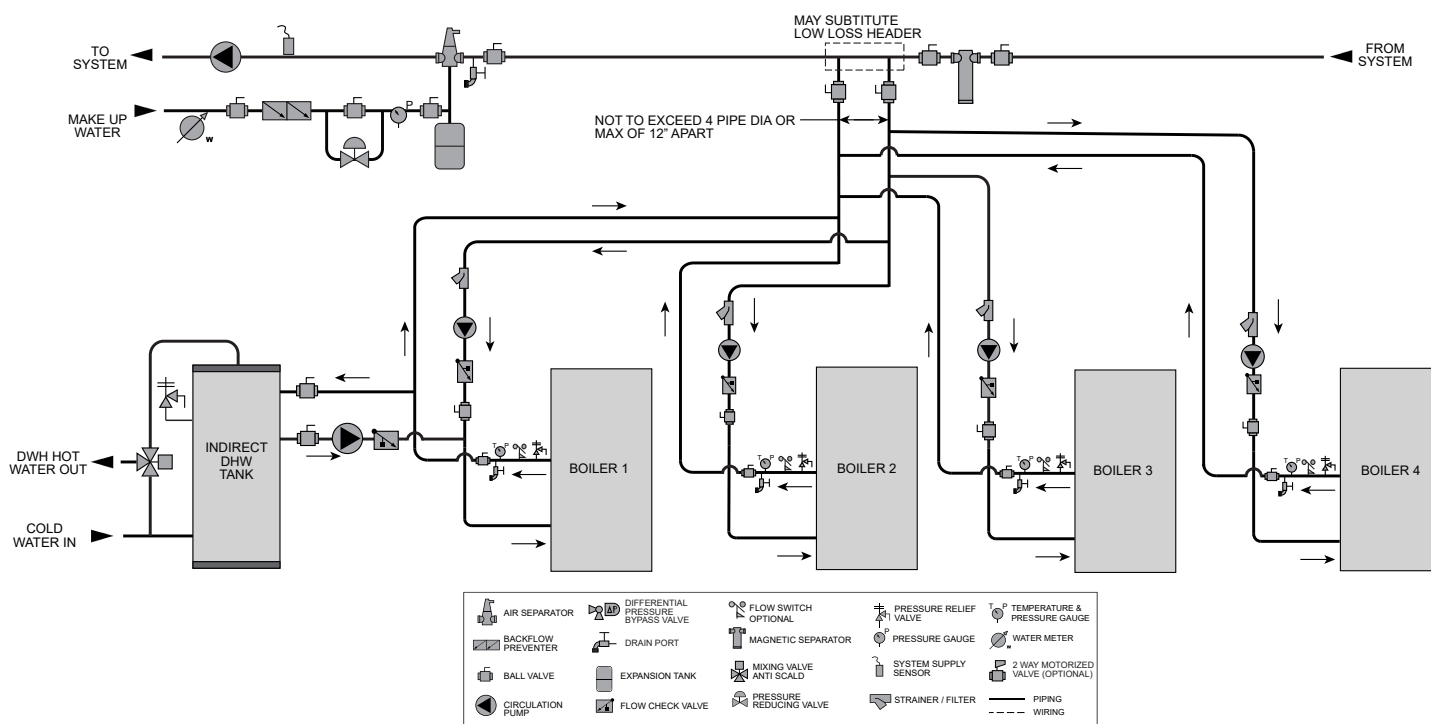 MAY SUBTITUTE
LOW LOSS HEADER
TO
SYSTEM
FROM
SYSTEM
MAKE UP
WATER
W
P
NOT TO EXCEED 4 PIPE DIA OR
MAX OF 12" APART
INDIRECT
DHW
TANK
DWH HOT
WATER OUT
COLD
WATER IN
T P
BOILER 1
T P
BOILER 2
T P
BOILER 3
T P
BOILER 4
AIR SEPARATOR
BACKFLOW
PREVENTER
BALL VALVE
CIRCULATION
PUMP
ΔP
DIFFERENTIAL
PRESSURE
BYPASS VALVE
DRAIN PORT
EXPANSION TANK
FLOW CHECK VALVE
FLOW SWITCH
OPTIONAL
MAGNETIC SEPARATOR
MIXING VALVE
ANTI SCALD
PRESSURE
REDUCING VALVE
PRESSURE RELIEF
VALVE
P
PRESSURE GAUGE
SYSTEM SUPPLY
SENSOR
STRAINER / FILTER
T P
TEMPERATURE &
PRESSURE GAUGE
W
WATER METER
2 WAY MOTORIZED
VALVE (OPTIONAL)
PIPING
WIRING